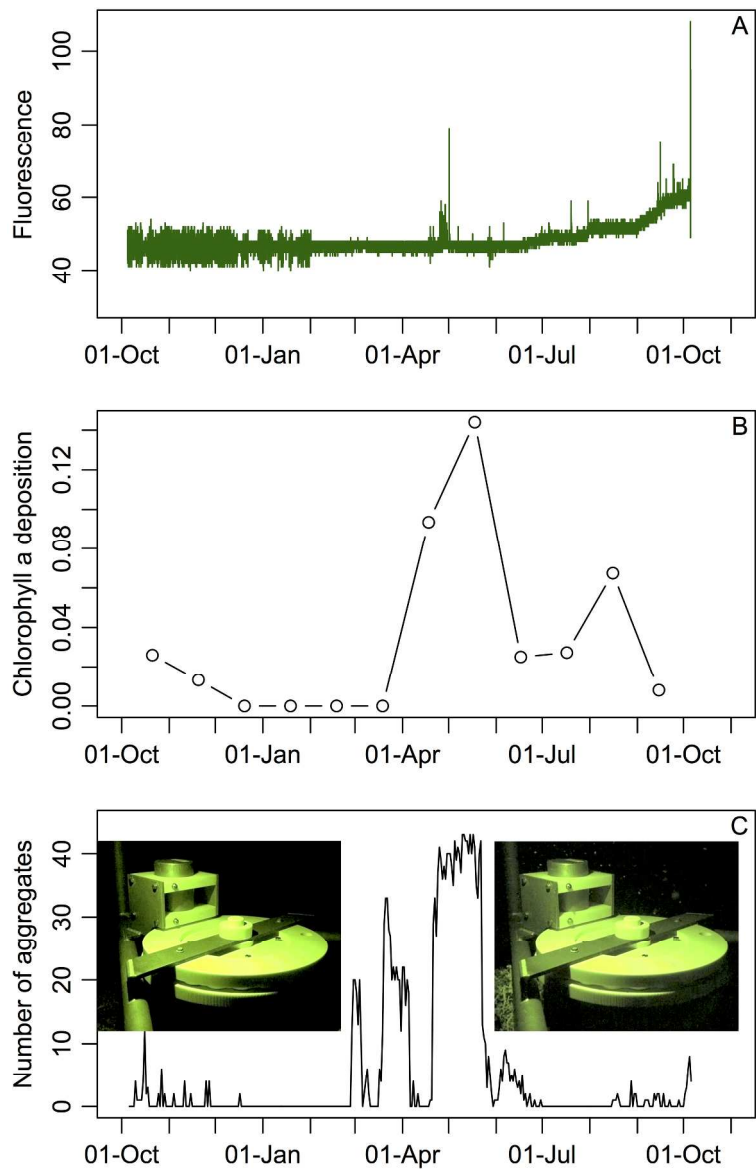 A
Fluorescence
100
80
60
40
01-Oct 01-Jan 01-Apr 01-Jul 01-Oct
B
Chlorophyll a deposition
0.12
0.08
0.04
0.00
01-Oct 01-Jan 01-Apr 01-Jul 01-Oct
C
Number of aggregates
40
30
20
10
0
01-Oct 01-Jan 01-Apr 01-Jul 01-Oct